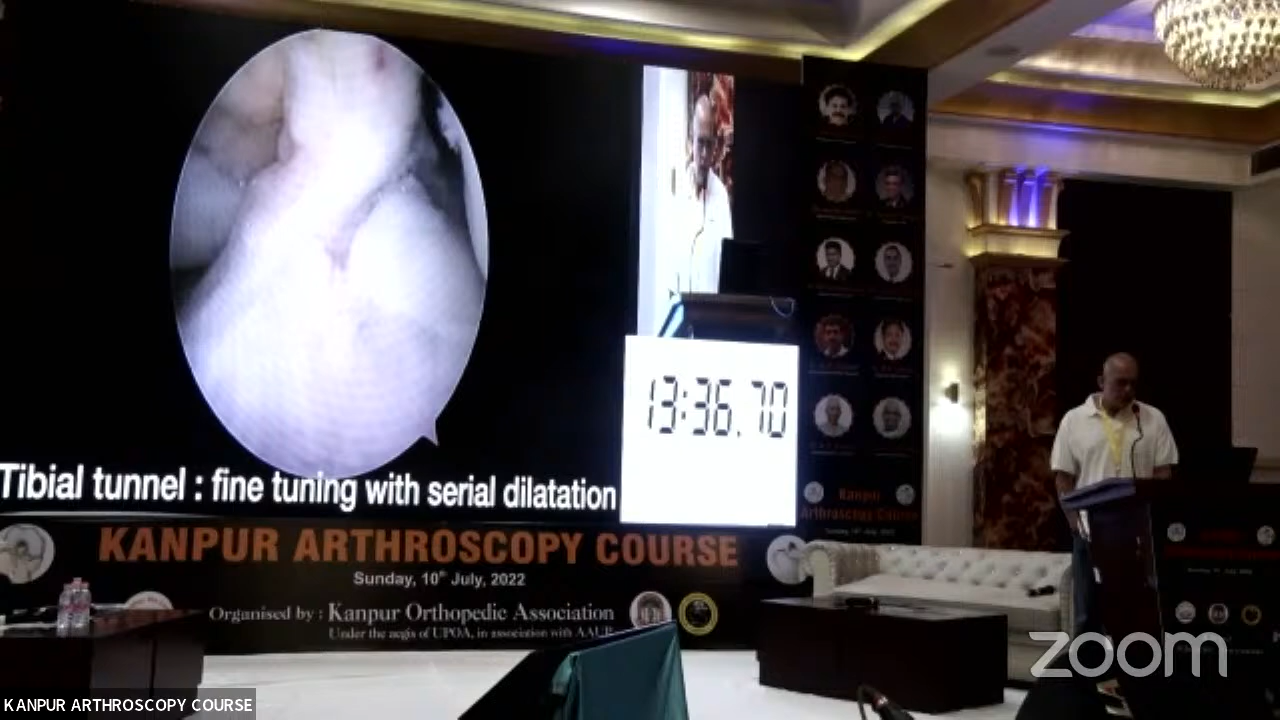 13:36.70
Tibial tunnel : fine tuning with serial dilatation
KANPUR ARTHROSCOPY COURSE
Sunday, 10th July, 2022
Organised by : Kanpur Orthopedic Association
Under the aegis of UPOA, in association with AAUP
Kanpur
Arthroscopy Course
zoom
KANPUR ARTHROSCOPY COURSE